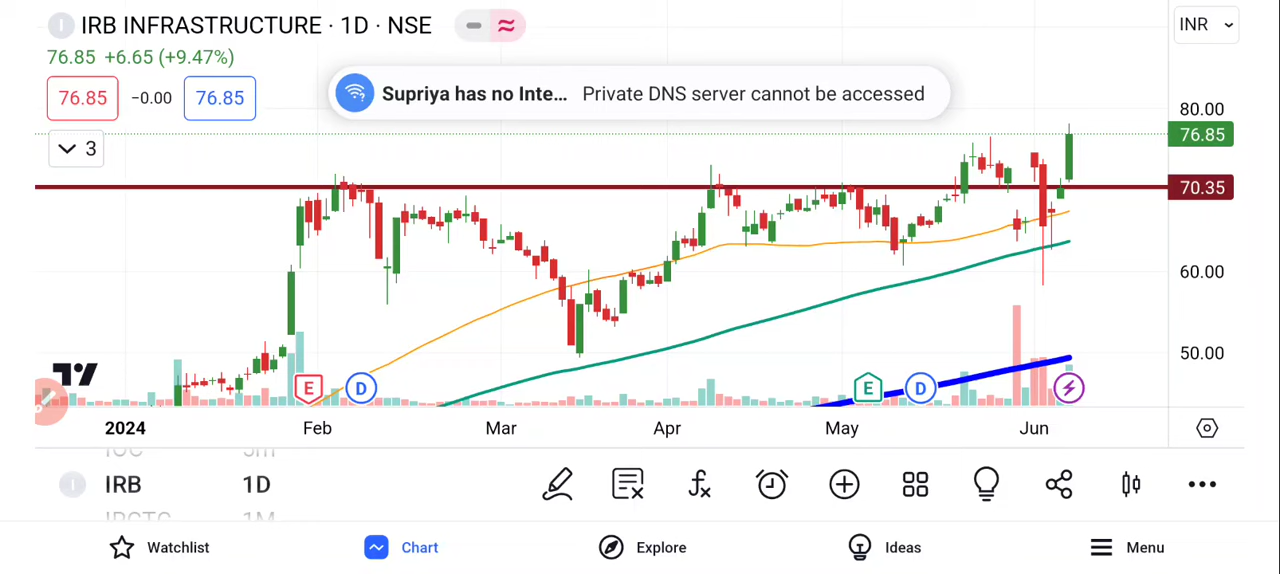 I IRB INFRASTRUCTURE · 1D · NSE
INR
76.85 +6.65 (+9.47%)
76.85 −0.00 76.85
Supriya has no Inte... Private DNS server cannot be accessed
3
80.00
76.85
70.35
60.00
50.00
E D E D
2024 Feb Mar Apr May Jun
I IRB 1D
IRCTC 1M
Watchlist Chart Explore Ideas Menu